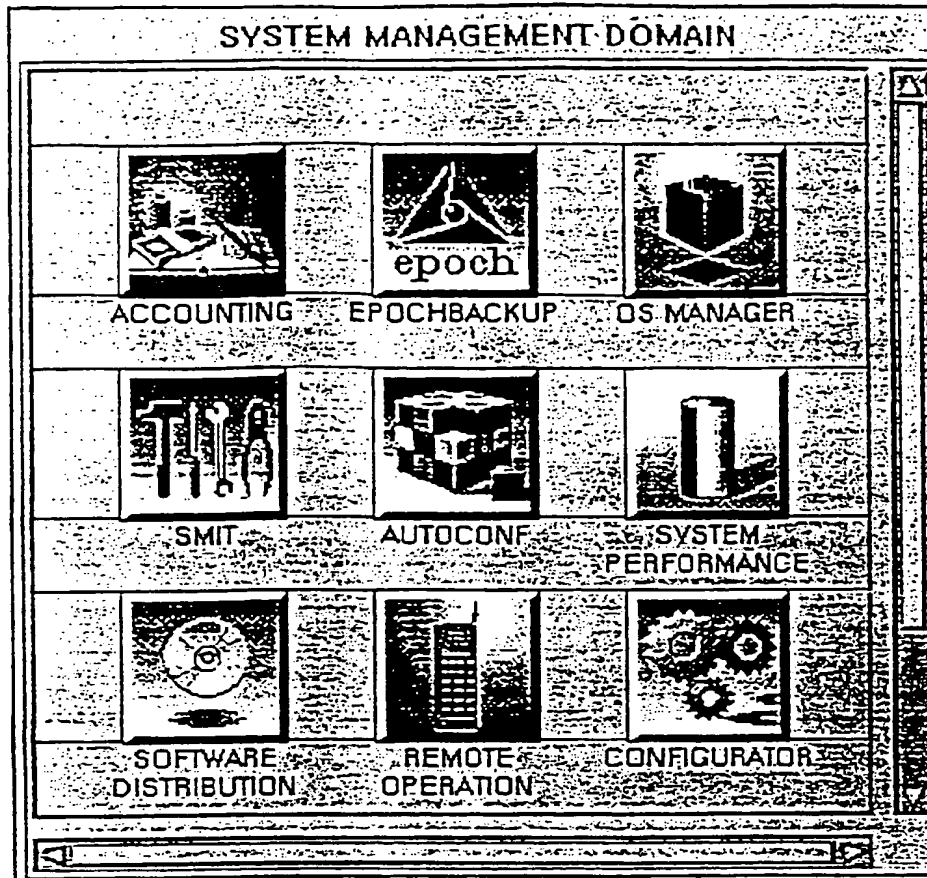 SYSTEM MANAGEMENT DOMAIN
epoch
ACCOUNTING EPOCHBACKUP OS MANAGER
SMIT AUTOCONF SYSTEM
PERFORMANCE
SOFTWARE REMOTE CONFIGURATOR
DISTRIBUTION OPERATION